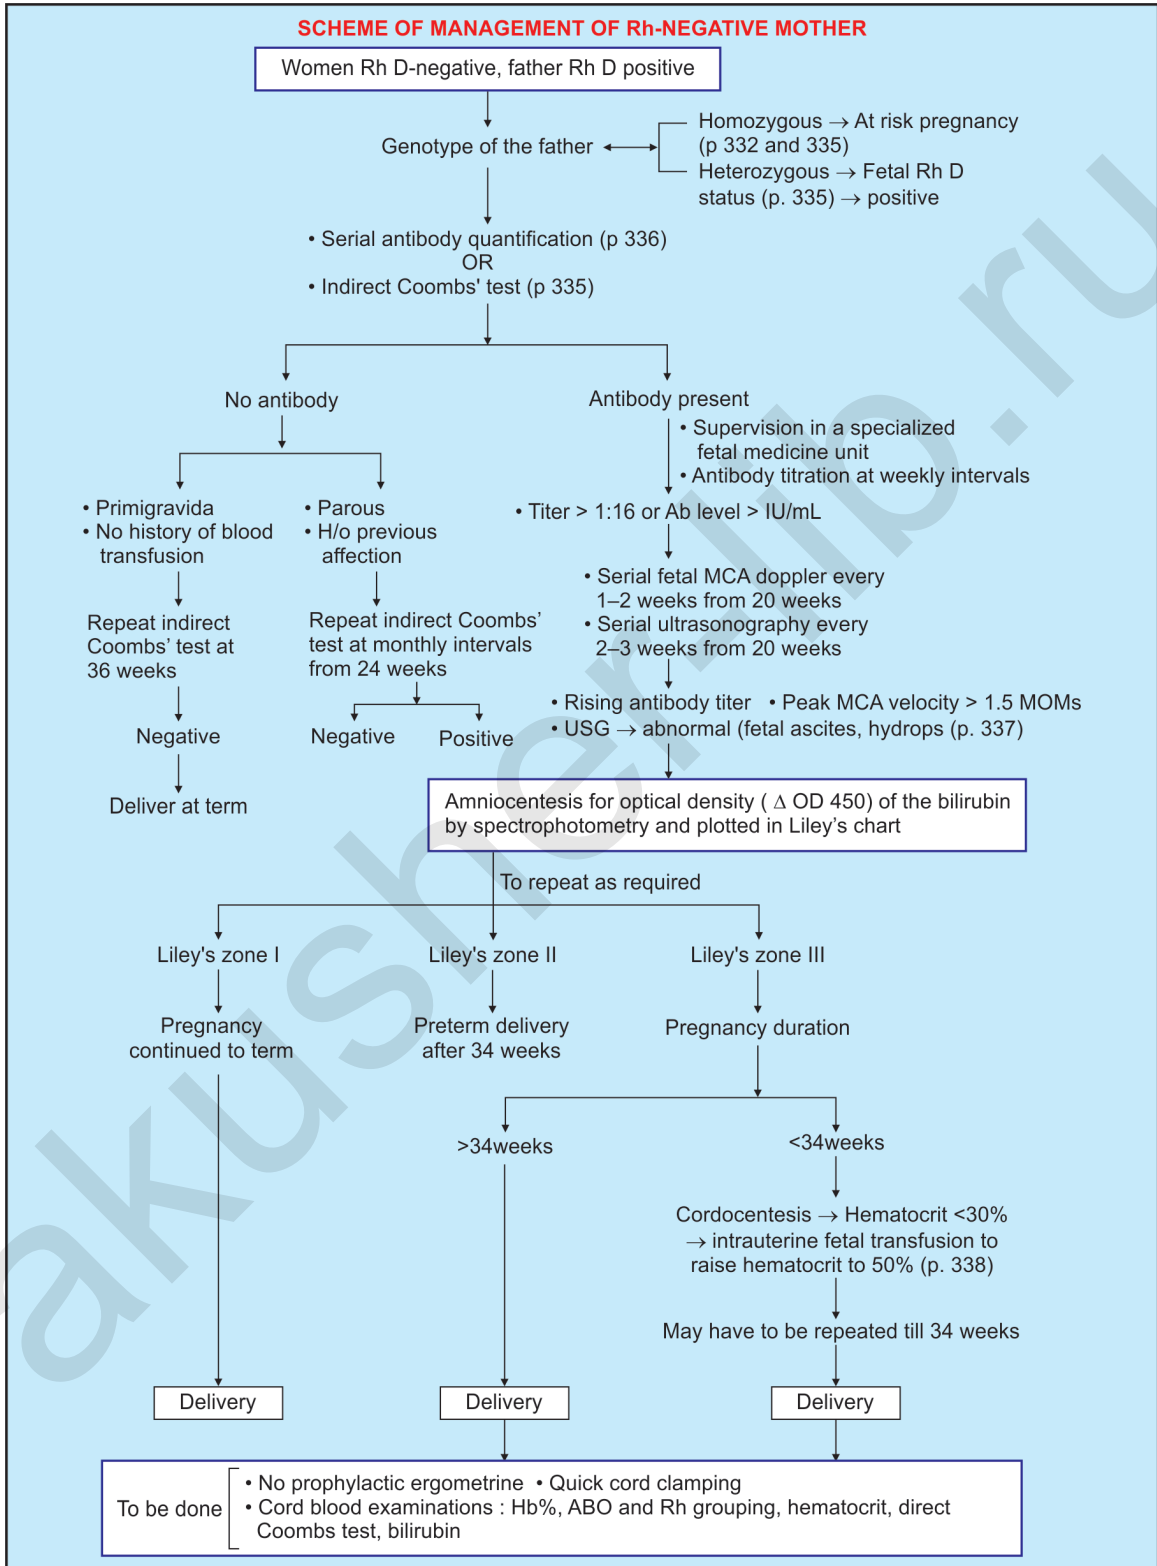 SCHEME OF MANAGEMENT OF Rh-NEGATIVE MOTHER
Women Rh D-negative, father Rh D positive
Genotype of the father
Homozygous → At risk pregnancy
(p 332 and 335)
Heterozygous → Fetal Rh D
status (p. 335) → positive
• Serial antibody quantification (p 336)
OR
• Indirect Coombs' test (p 335)
No antibody
Antibody present
• Supervision in a specialized
fetal medicine unit
• Antibody titration at weekly intervals
• Primigravida
• No history of blood
transfusion
• Parous
• H/o previous
affection
• Titer > 1:16 or Ab level > IU/mL
• Serial fetal MCA doppler every
1–2 weeks from 20 weeks
• Serial ultrasonography every
2–3 weeks from 20 weeks
Repeat indirect
Coombs’ test at
36 weeks
Repeat indirect Coombs’
test at monthly intervals
from 24 weeks
• Rising antibody titer • Peak MCA velocity > 1.5 MOMs
• USG → abnormal (fetal ascites, hydrops (p. 337)
Negative
Negative
Positive
Deliver at term
Amniocentesis for optical density ( Δ OD 450) of the bilirubin
by spectrophotometry and plotted in Liley’s chart
To repeat as required
Liley's zone I
Liley's zone II
Liley's zone III
Pregnancy
continued to term
Preterm delivery
after 34 weeks
Pregnancy duration
>34weeks
<34weeks
Cordocentesis → Hematocrit <30%
→ intrauterine fetal transfusion to
raise hematocrit to 50% (p. 338)
May have to be repeated till 34 weeks
Delivery
Delivery
Delivery
To be done
• No prophylactic ergometrine • Quick cord clamping
• Cord blood examinations : Hb%, ABO and Rh grouping, hematocrit, direct
Coombs test, bilirubin
akusher-lib.ru